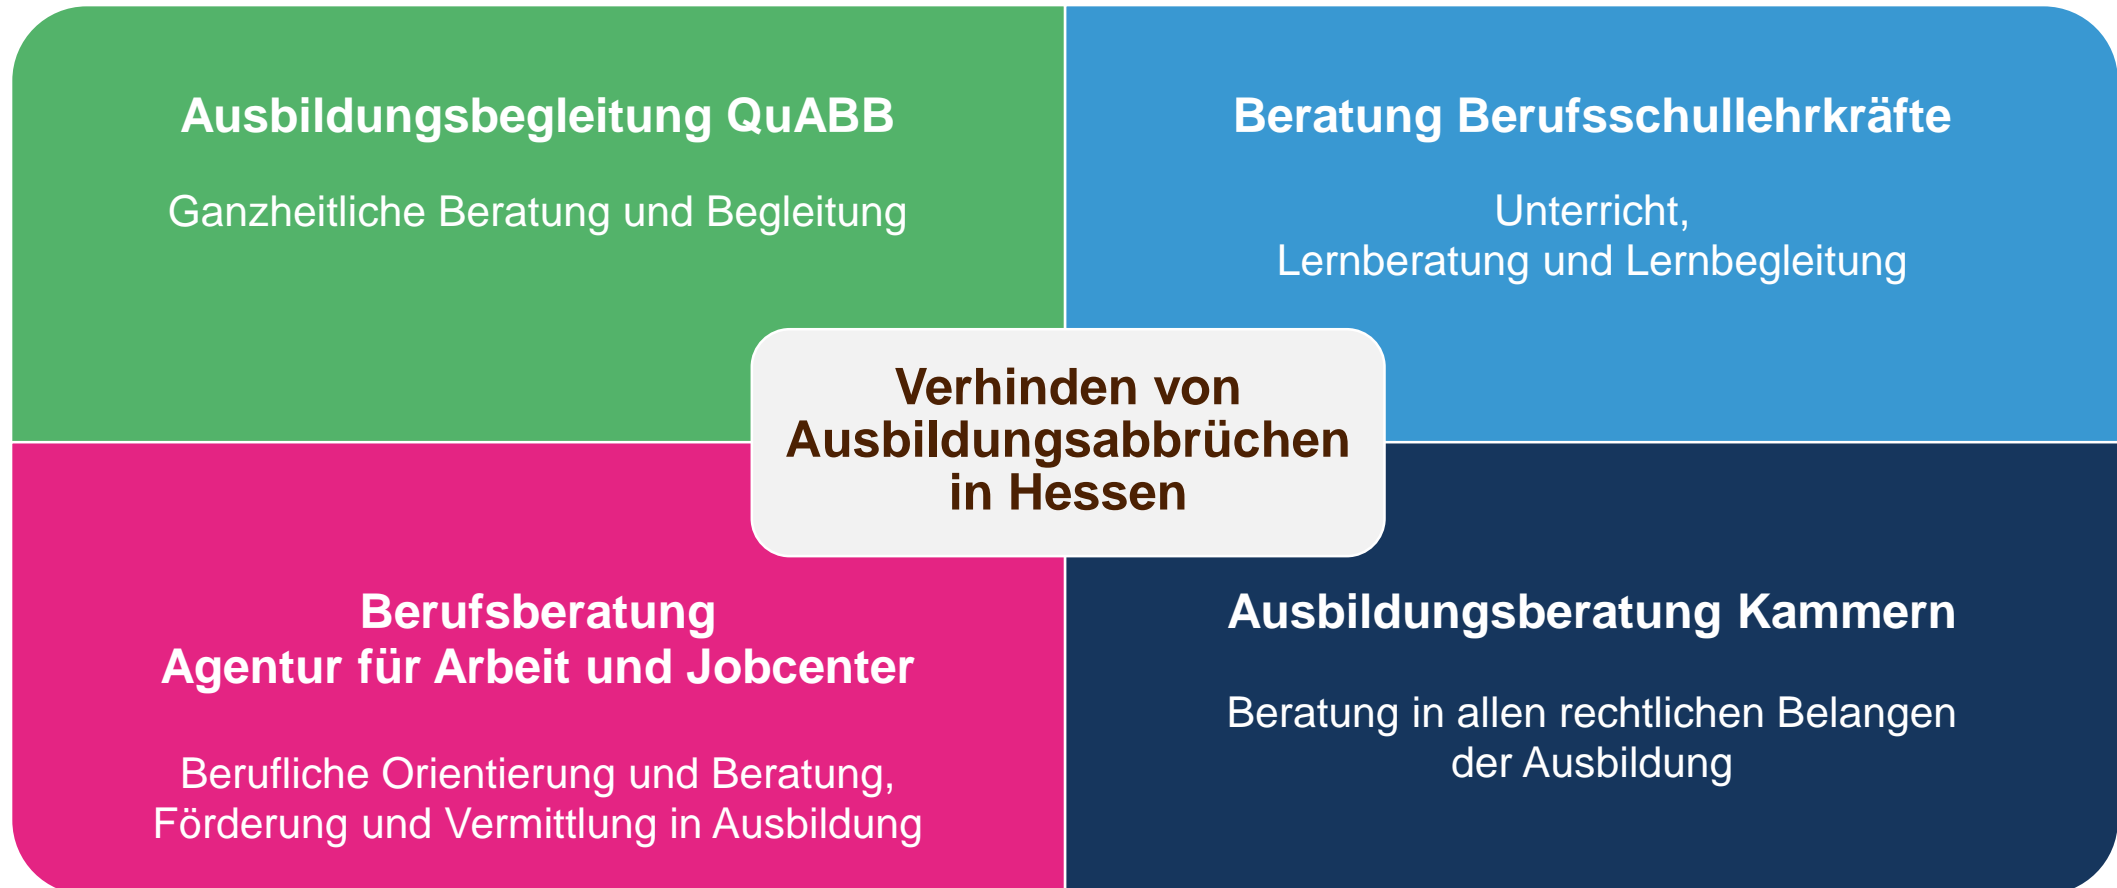 Ausbildungsbegleitung QuABB
Ganzheitliche Beratung und Begleitung
Beratung Berufsschullehrkräfte
Unterricht,
Lernberatung und Lernbegleitung
Verhinden von
Ausbildungsabbrüchen
in Hessen
Berufsberatung
Agentur für Arbeit und Jobcenter
Berufliche Orientierung und Beratung,
Förderung und Vermittlung in Ausbildung
Ausbildungsberatung Kammern
Beratung in allen rechtlichen Belangen
der Ausbildung